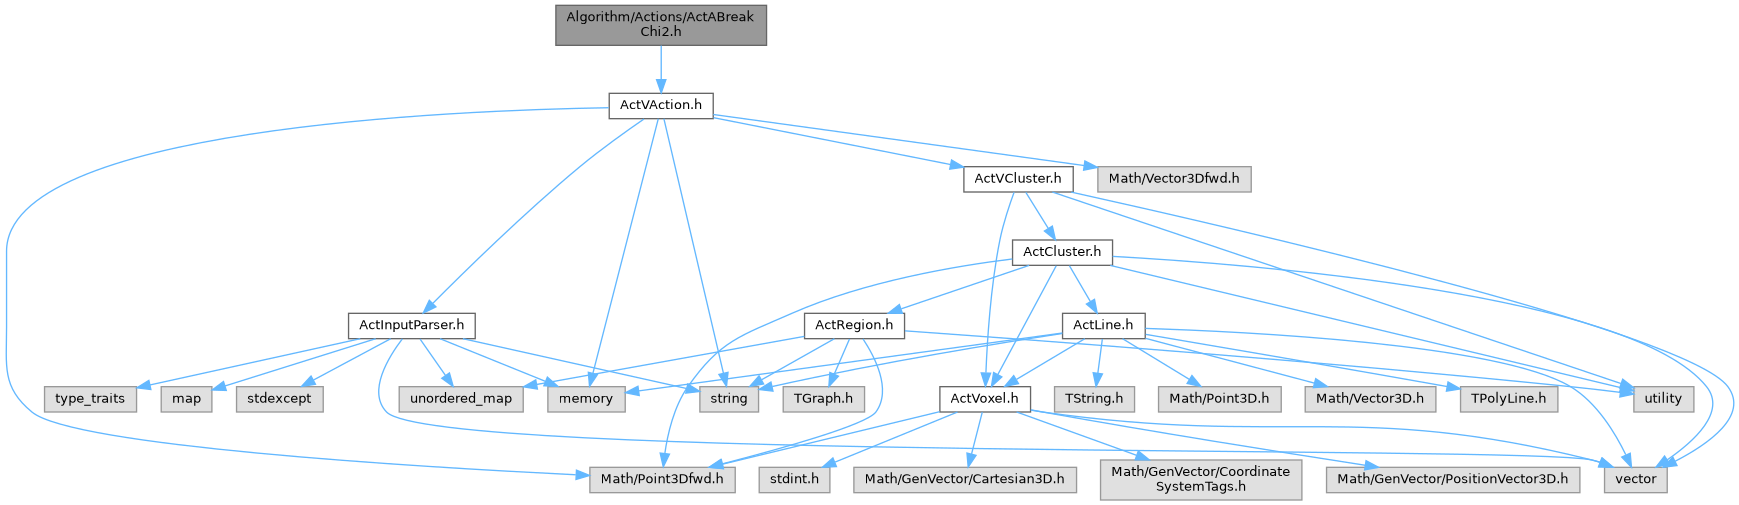 Algorithm/Actions/ActABreak
Chi2.h
ActVAction.h
ActVCluster.h
Math/Vector3Dfwd.h
ActCluster.h
ActInputParser.h
ActRegion.h
ActLine.h
type_traits
map
stdexcept
unordered_map
memory
string
TGraph.h
ActVoxel.h
TString.h
Math/Point3D.h
Math/Vector3D.h
TPolyLine.h
utility
Math/Point3Dfwd.h
stdint.h
Math/GenVector/Cartesian3D.h
Math/GenVector/Coordinate
SystemTags.h
Math/GenVector/PositionVector3D.h
vector